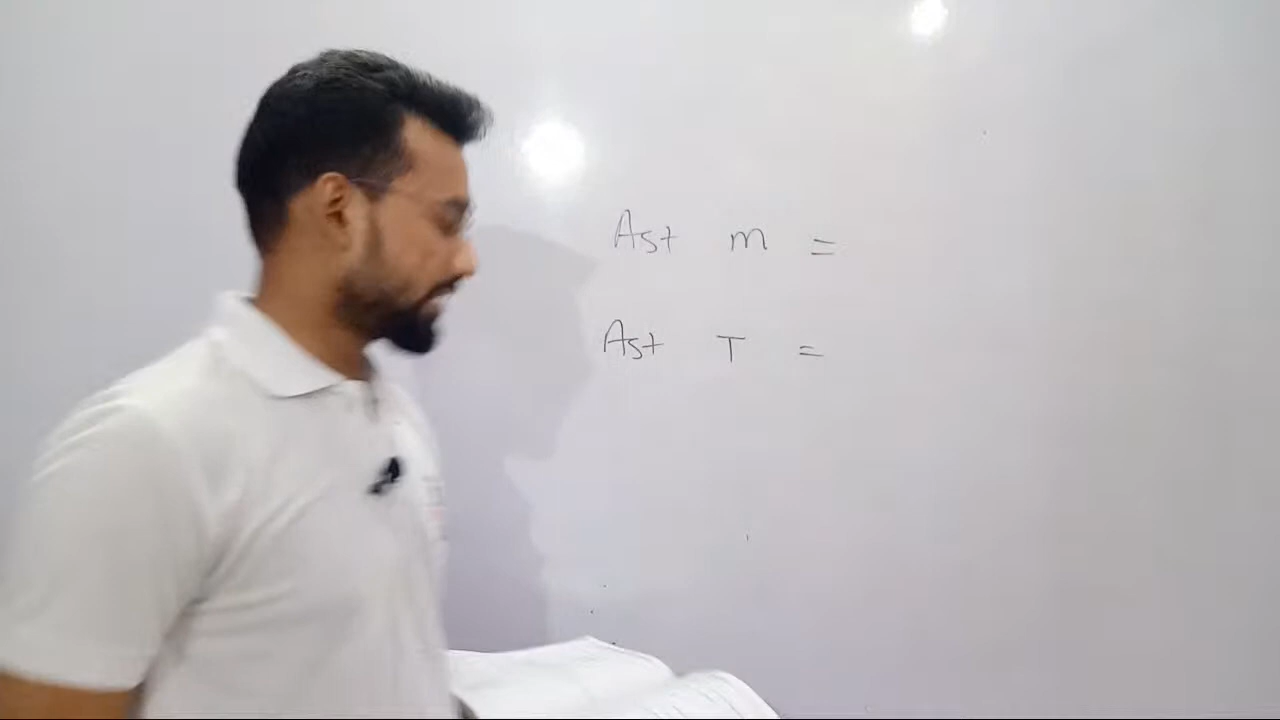 Ast m =
Ast T =